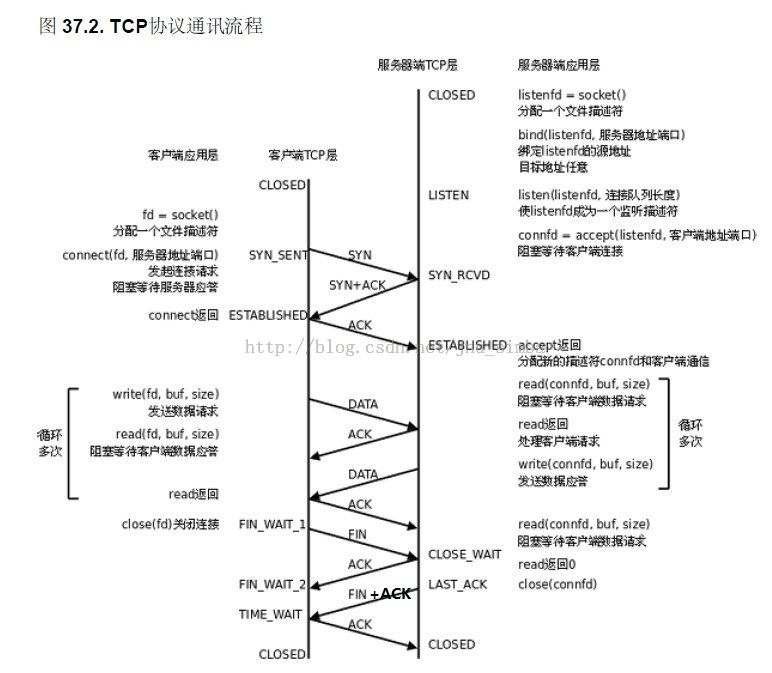 图 37.2. TCP协议通讯流程
服务器端TCP层
服务器端应用层
CLOSED
listenfd = socket()
分配一个文件描述符
bind(listenfd, 服务器地址端口)
绑定listenfd的源地址
目标地址任意
客户端应用层
客户端TCP层
CLOSED
LISTEN
listen(listenfd, 连接队列长度)
使listenfd成为一个监听描述符
fd = socket()
分配一个文件描述符
connfd = accept(listenfd, 客户端地址端口)
阻塞等待客户端连接
connect(fd, 服务器地址端口)
发起连接请求
阻塞等待服务器应答
SYN_SENT
SYN
SYN_RCVD
SYN+ACK
connect返回
ESTABLISHED
ACK
ESTABLISHED
accept返回
分配新的描述符connfd和客户端通信
write(fd, buf, size)
发送数据请求
DATA
read(connfd, buf, size)
阻塞等待客户端数据请求
循环
多次
read(fd, buf, size)
阻塞等待客户端数据应答
ACK
read返回
处理客户端请求
循环
多次
DATA
write(connfd, buf, size)
发送数据应答
read返回
ACK
close(fd)关闭连接
FIN_WAIT_1
FIN
read(connfd, buf, size)
阻塞等待客户端数据请求
CLOSE_WAIT
read返回0
ACK
FIN_WAIT_2
FIN +ACK
LAST_ACK
close(connfd)
TIME_WAIT
ACK
CLOSED
CLOSED